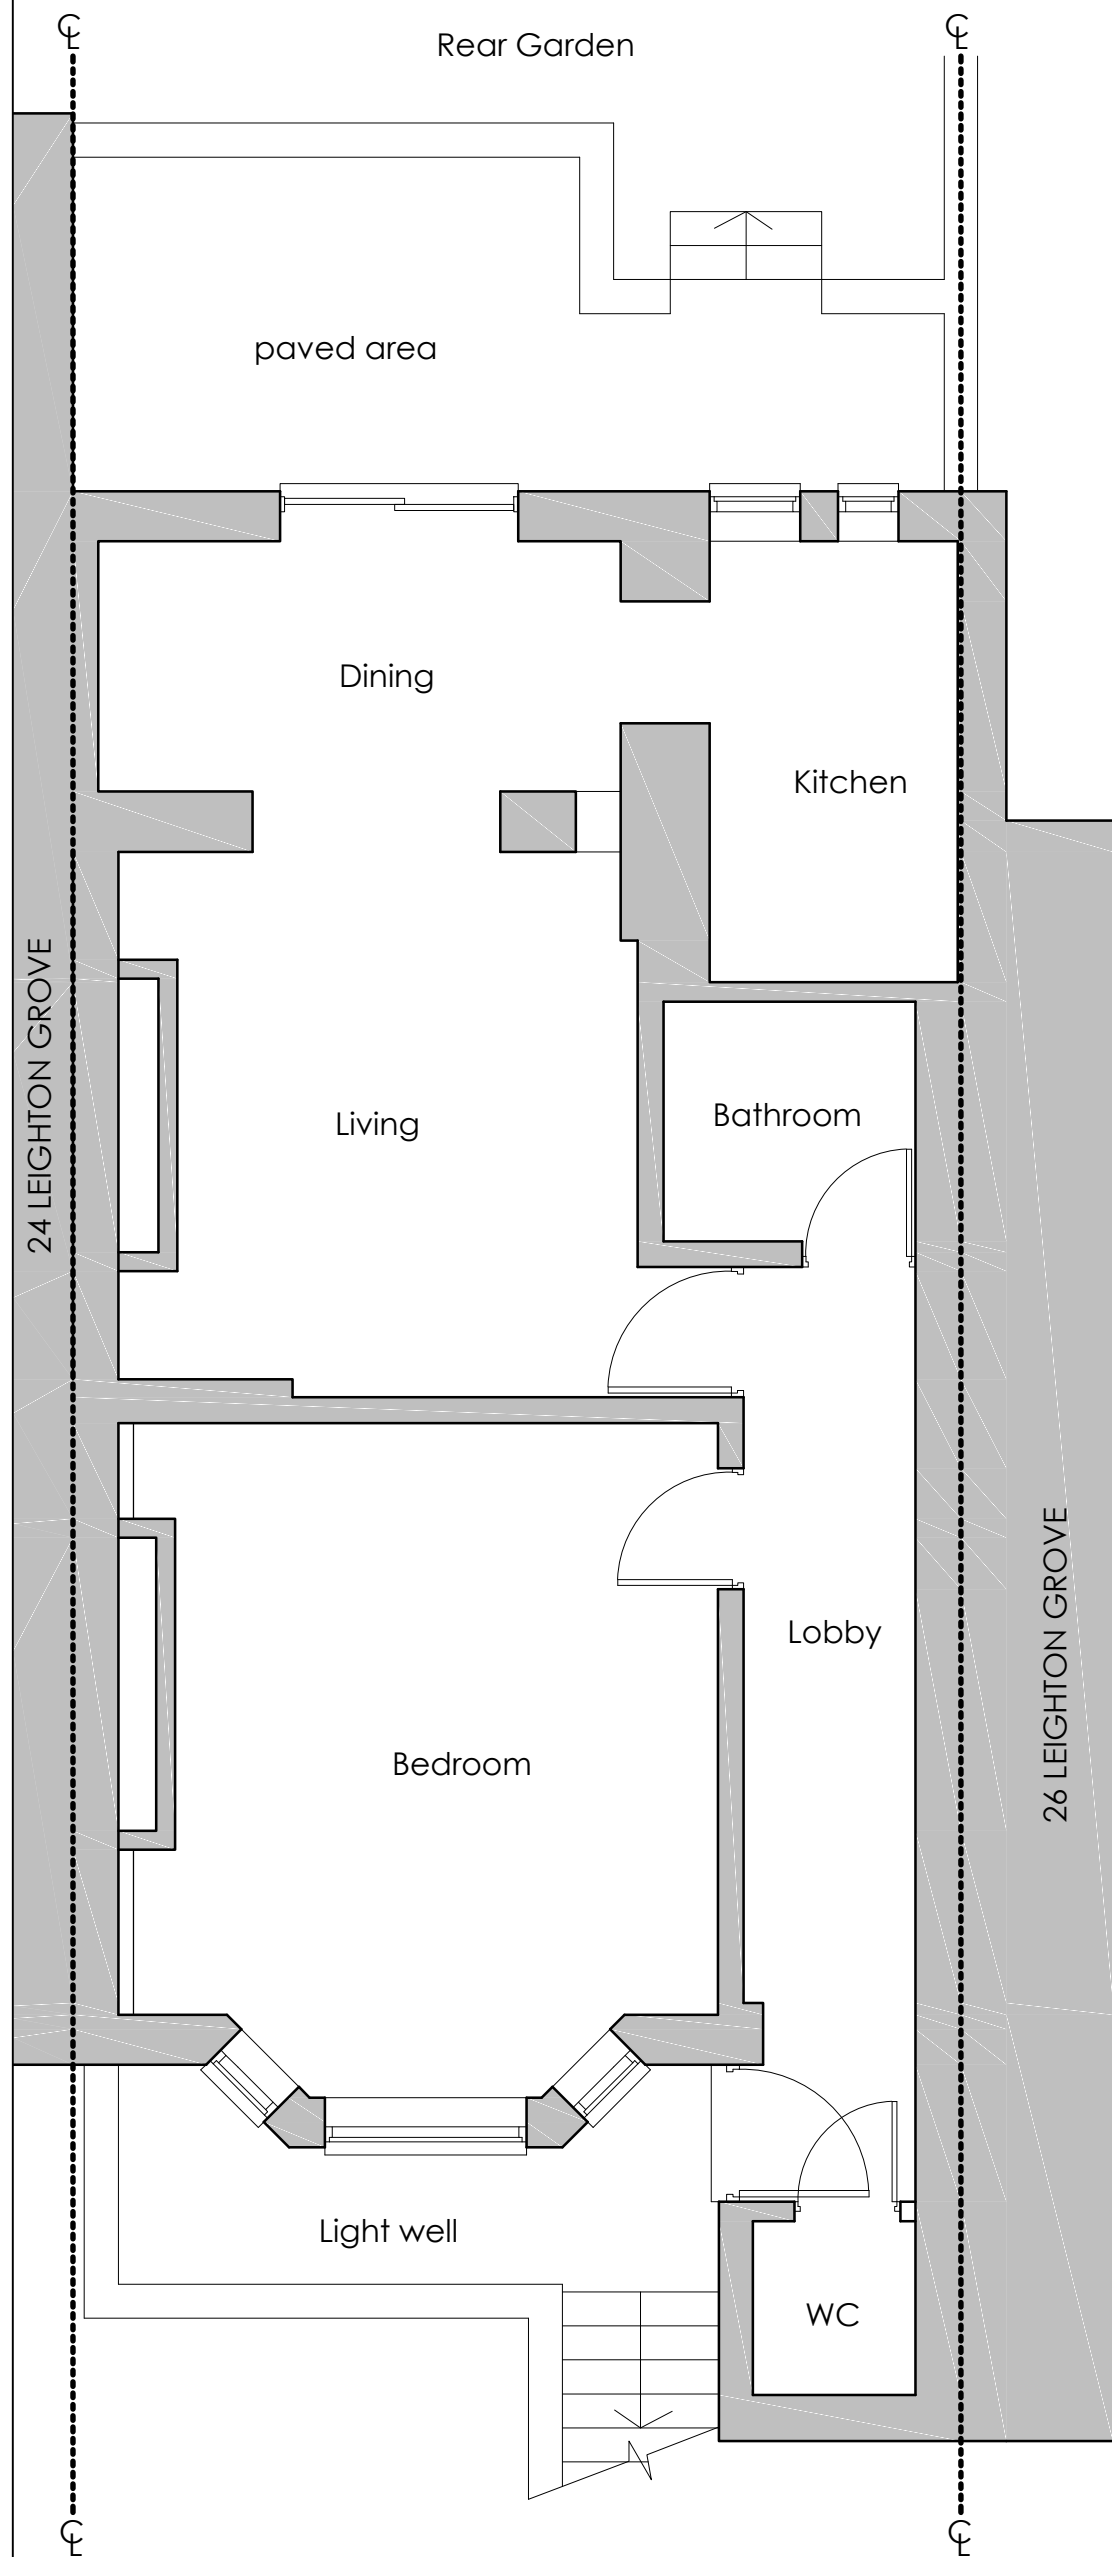 ℄ ℄
Rear Garden
paved area
Dining
Kitchen
24 LEIGHTON GROVE
Bathroom
Living
Lobby
26 LEIGHTON GROVE
Bedroom
Light well
WC
℄ ℄